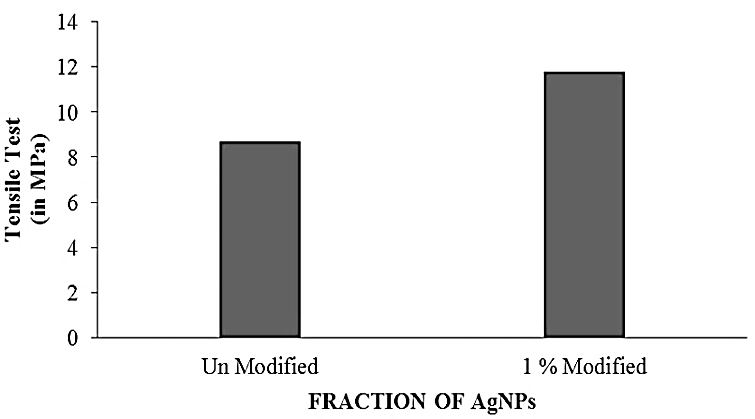 14
12
10
8
6
4
2
0
Tensile Test
(in MPa)
Un Modified
1 % Modified
FRACTION OF AgNPs